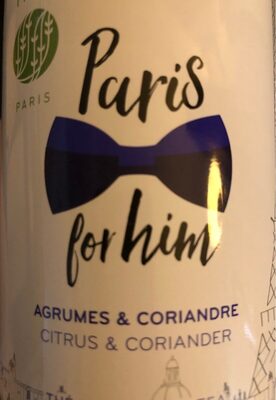 PARIS
Paris
for him
AGRUMES & CORIANDRE
CITRUS & CORIANDER